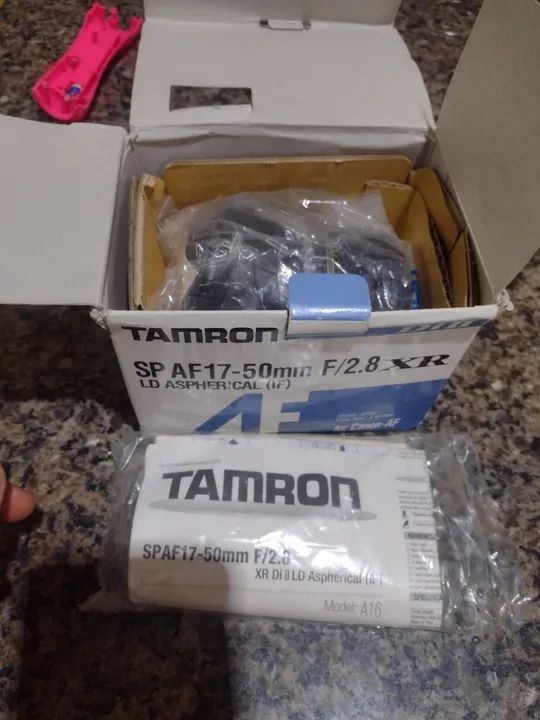 TAMRON
SP AF17-50mm F/2.8 XR
LD ASPHERICAL (IF)
AF
for Canon-AF
TAMRON
SPAF17-50mm F/2.8
XR Di II LD Aspherical (IF)
Model: A16